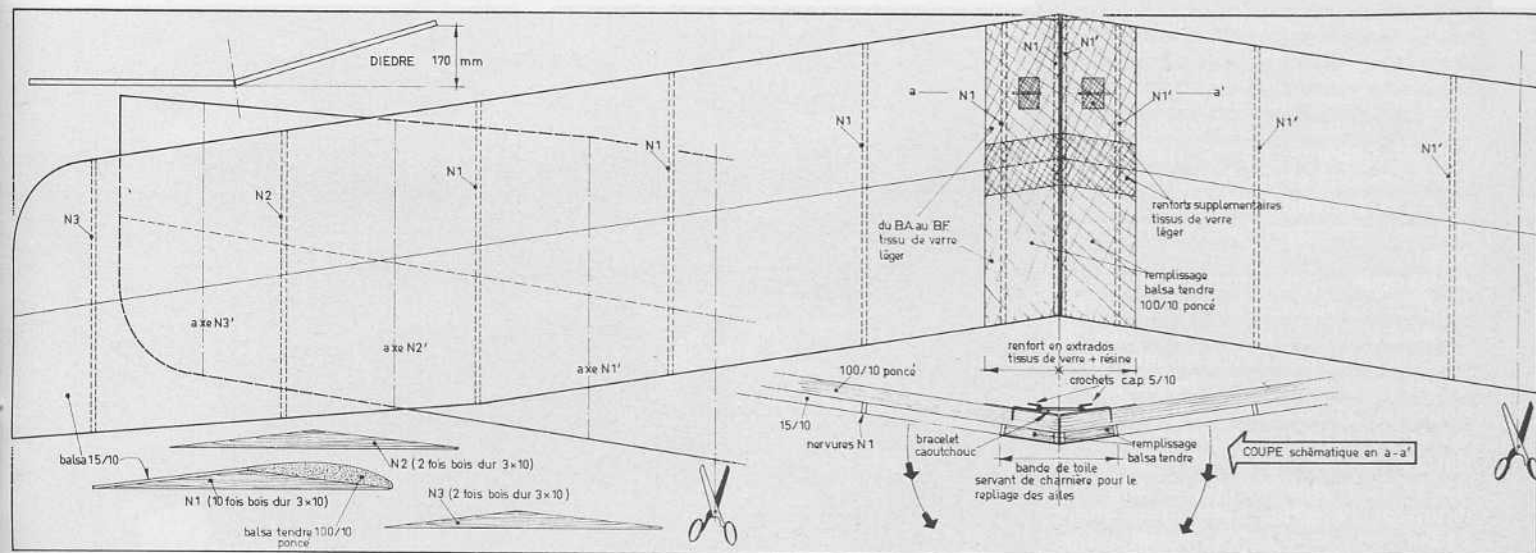 DIEDRE 170 mm
N3
N2
N1
N1
N1
N1
N1'
a
N1
N1'
a'
N1'
N1'
axe N3'
axe N2'
axe N1'
du BA au BF
tissu de verre
léger
renforts supplementaires
tissus de verre
léger
remplissage
balsa tendre
100/10 poncé
balsa 15/10
N2 (2 fois bois dur 3×10)
N1 (10 fois bois dur 3×10)
balsa tendre 100/10
poncé
N3 (2 fois bois dur 3×10)
renfort en extrados
tissus de verre + résine
100/10 poncé
crochets c.a.p. 5/10
15/10
nervures N1
bracelet
caoutchouc
remplissage
balsa tendre
bande de toile
servant de charnière pour le
repliage des ailes
COUPE schèmatique en a-a'